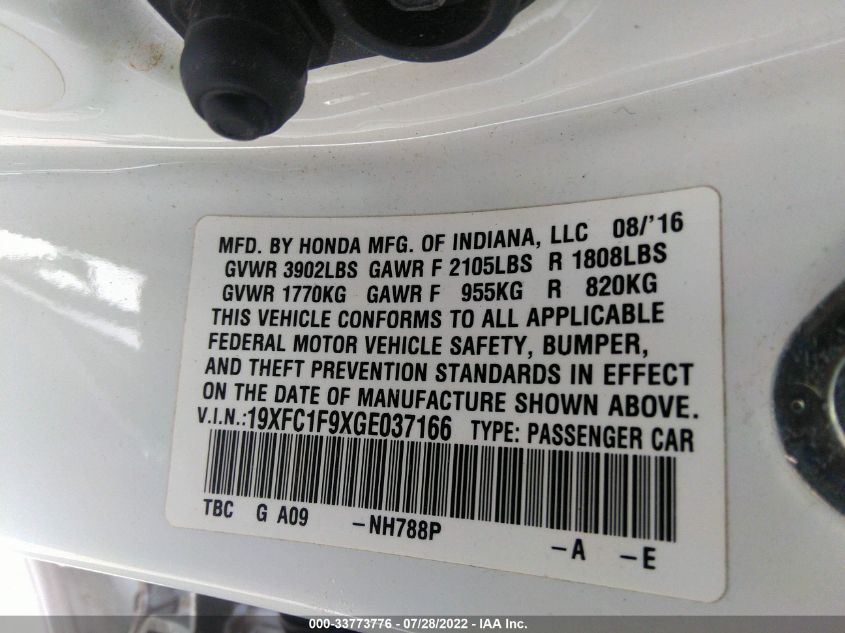 MFD. BY HONDA MFG. OF INDIANA, LLC 08/'16
GVWR 3902LBS GAWR F 2105LBS R 1808LBS
GVWR 1770KG GAWR F 955KG R 820KG
THIS VEHICLE CONFORMS TO ALL APPLICABLE
FEDERAL MOTOR VEHICLE SAFETY, BUMPER,
AND THEFT PREVENTION STANDARDS IN EFFECT
ON THE DATE OF MANUFACTURE SHOWN ABOVE.
V.I.N.:19XFC1F9XGE037166 TYPE: PASSENGER CAR
TBC G A09 -NH788P
-A -E
000-33773776 - 07/28/2022 - IAA Inc.